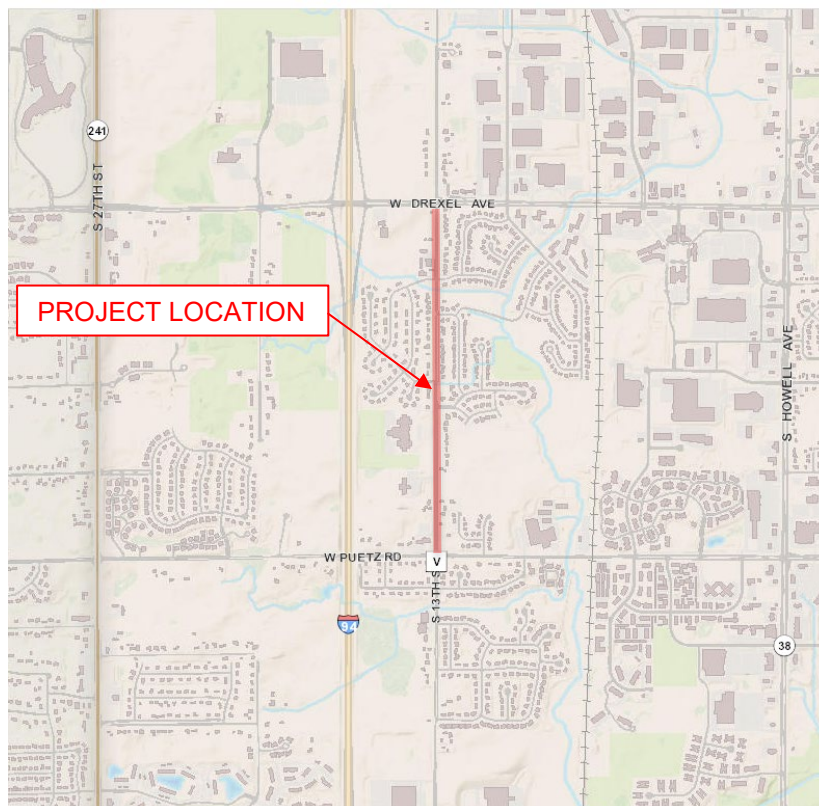 241
S 27TH ST
W DREXEL AVE
PROJECT LOCATION
S HOWELL AVE
W PUETZ RD
V
S 13TH S
94
38